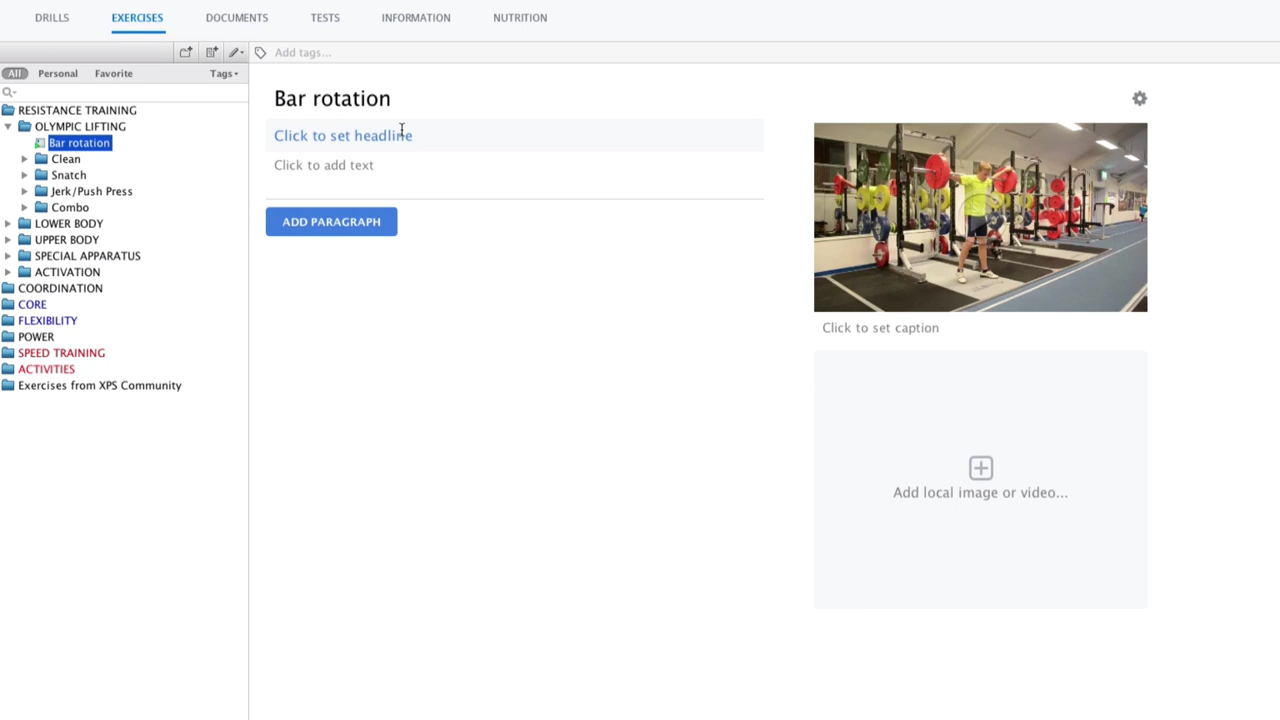 DRILLS EXERCISES DOCUMENTS TESTS INFORMATION NUTRITION
Add tags...
All Personal Favorite Tags
RESISTANCE TRAINING
OLYMPIC LIFTING
Bar rotation
Clean
Snatch
Jerk/Push Press
Combo
LOWER BODY
UPPER BODY
SPECIAL APPARATUS
ACTIVATION
COORDINATION
CORE
FLEXIBILITY
POWER
SPEED TRAINING
ACTIVITIES
Exercises from XPS Community
Bar rotation
Click to set headline
Click to add text
ADD PARAGRAPH
Click to set caption
Add local image or video...